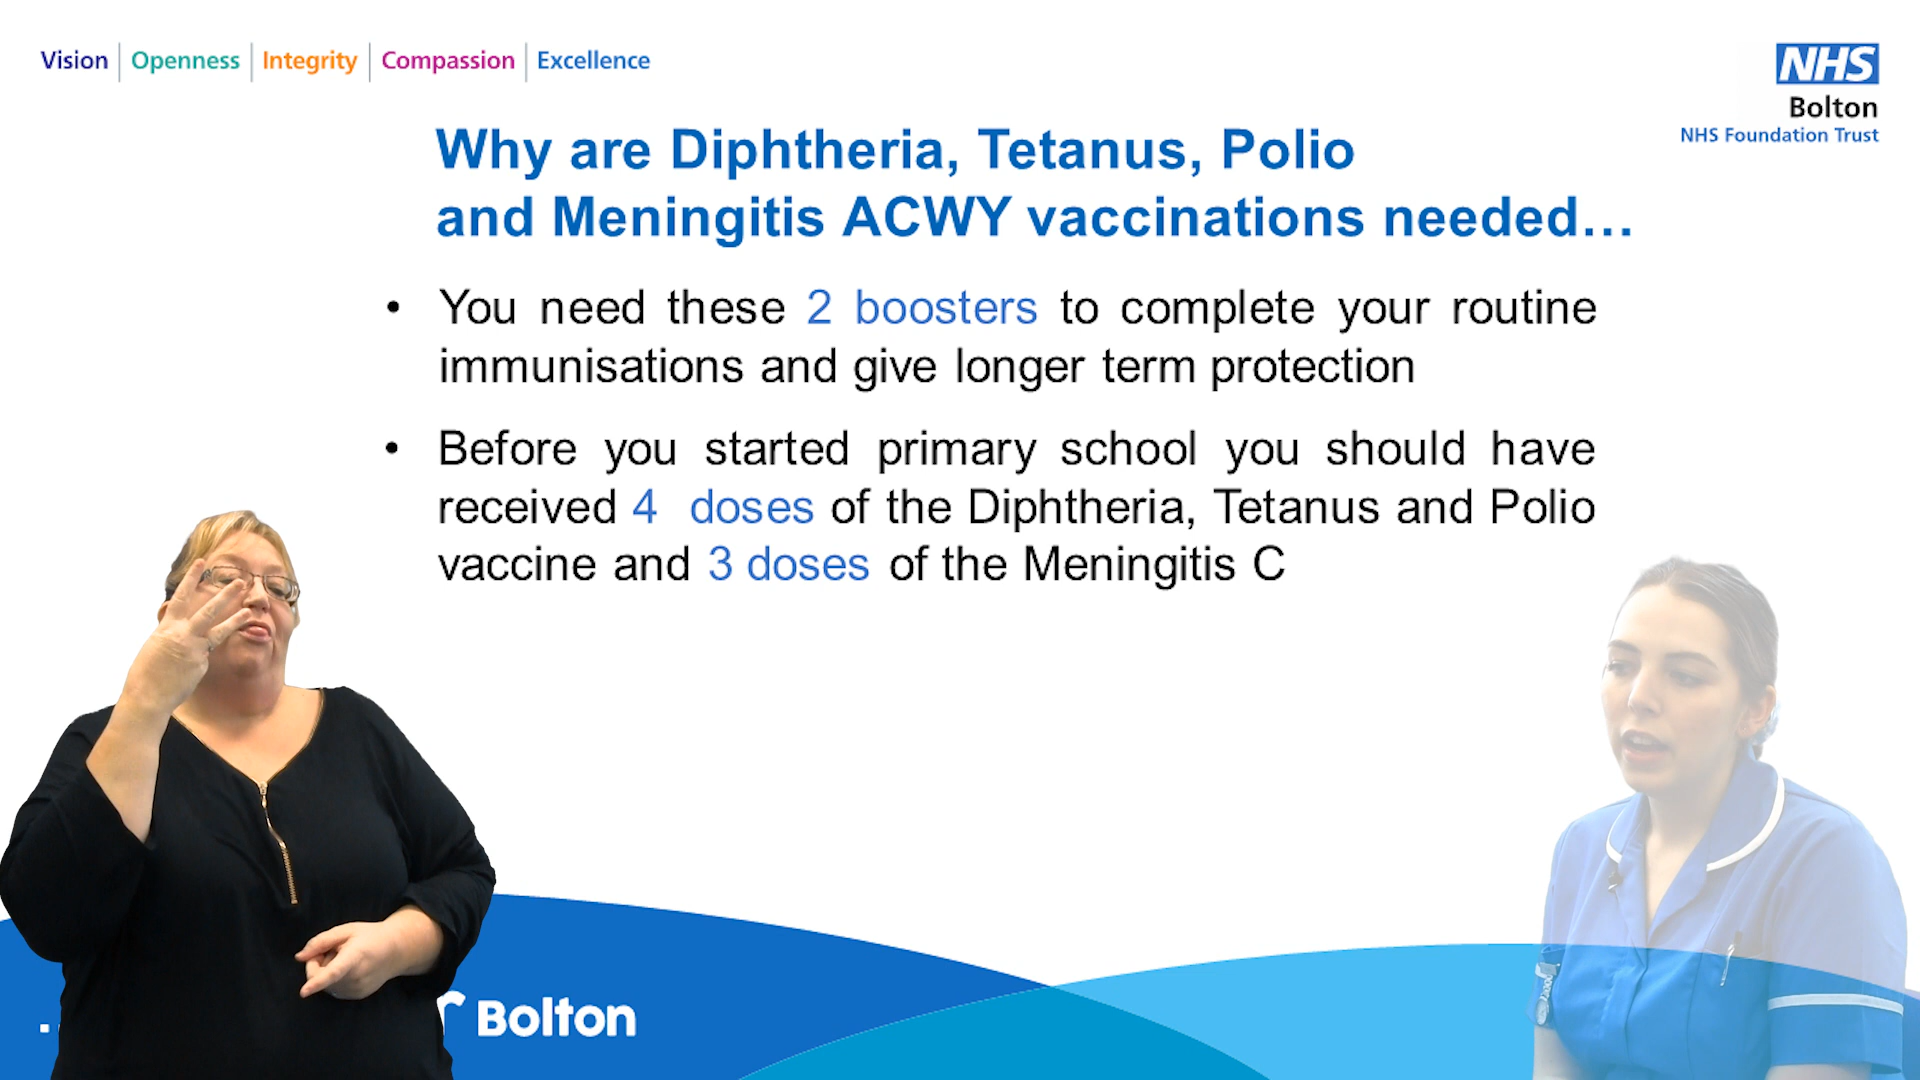 Vision | Openness | Integrity | Compassion | Excellence
NHS
Bolton
NHS Foundation Trust
Why are Diphtheria, Tetanus, Polio
and Meningitis ACWY vaccinations needed...
• You need these 2 boosters to complete your routine
immunisations and give longer term protection
• Before you started primary school you should have
received 4 doses of the Diphtheria, Tetanus and Polio
vaccine and 3 doses of the Meningitis C
Bolton